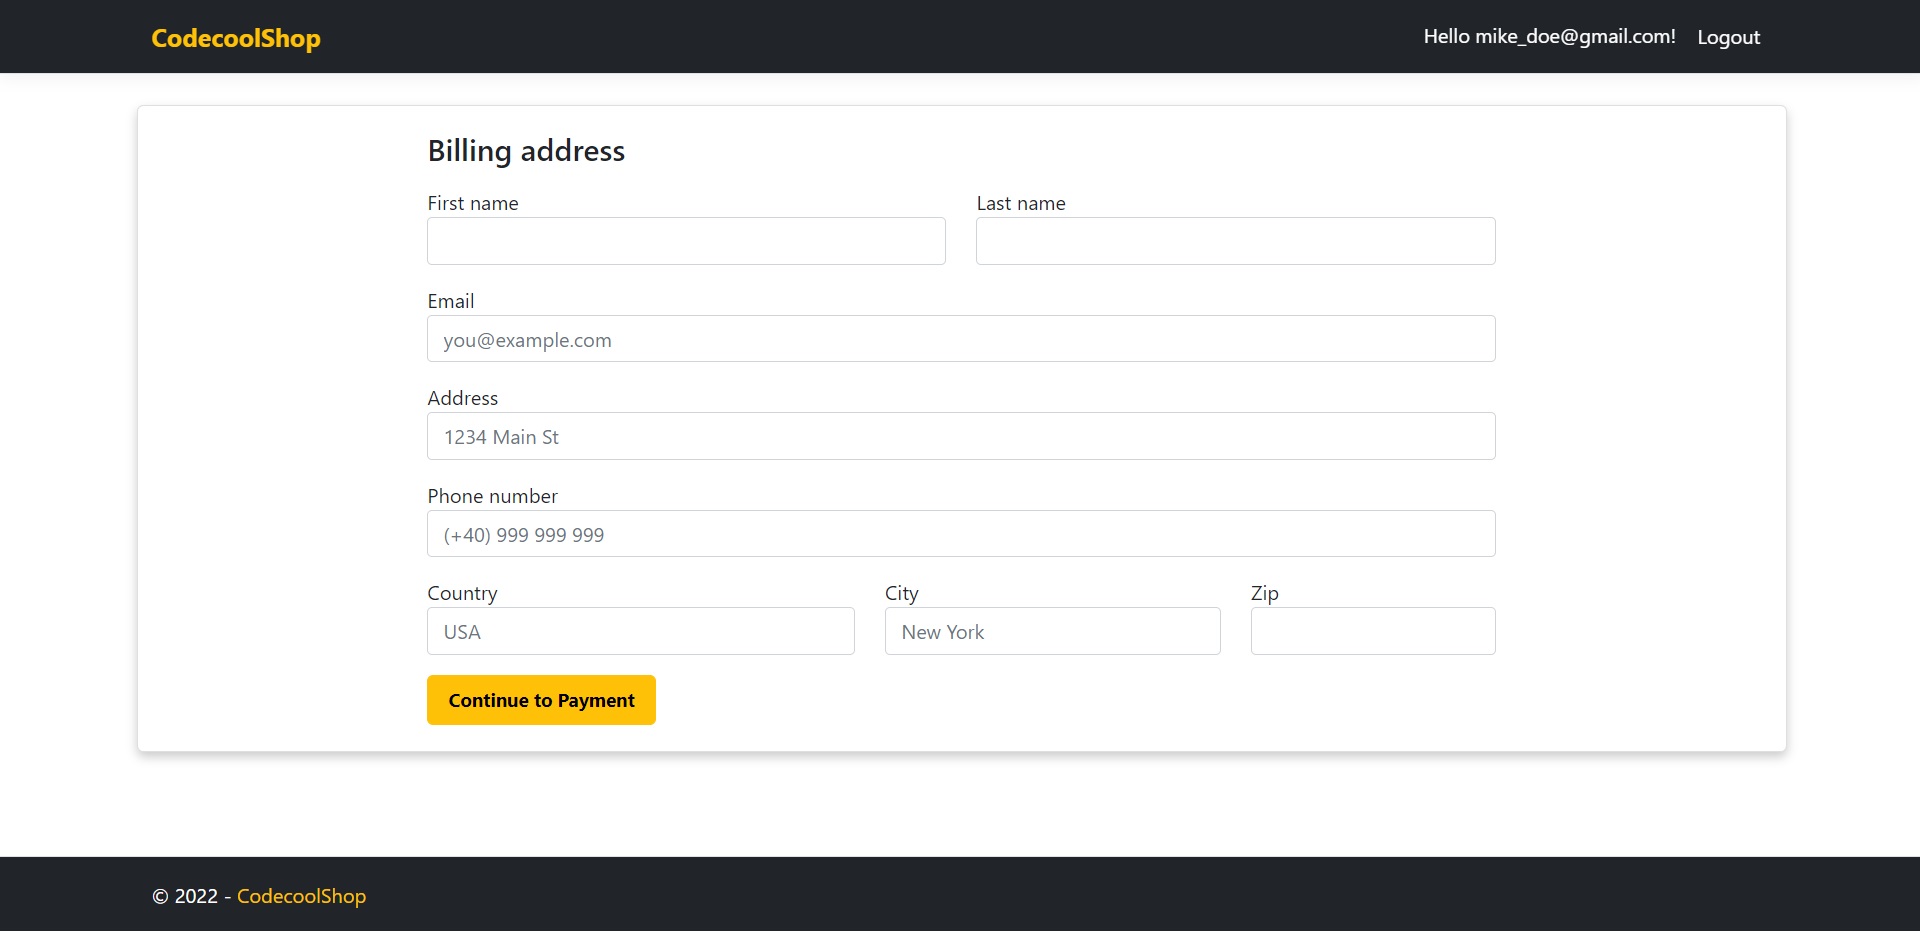 CodecoolShop
Hello mike_doe@gmail.com! Logout
Billing address
First name Last name
Email
you@example.com
Address
1234 Main St
Phone number
(+40) 999 999 999
Country City Zip
USA New York
Continue to Payment
© 2022 - CodecoolShop